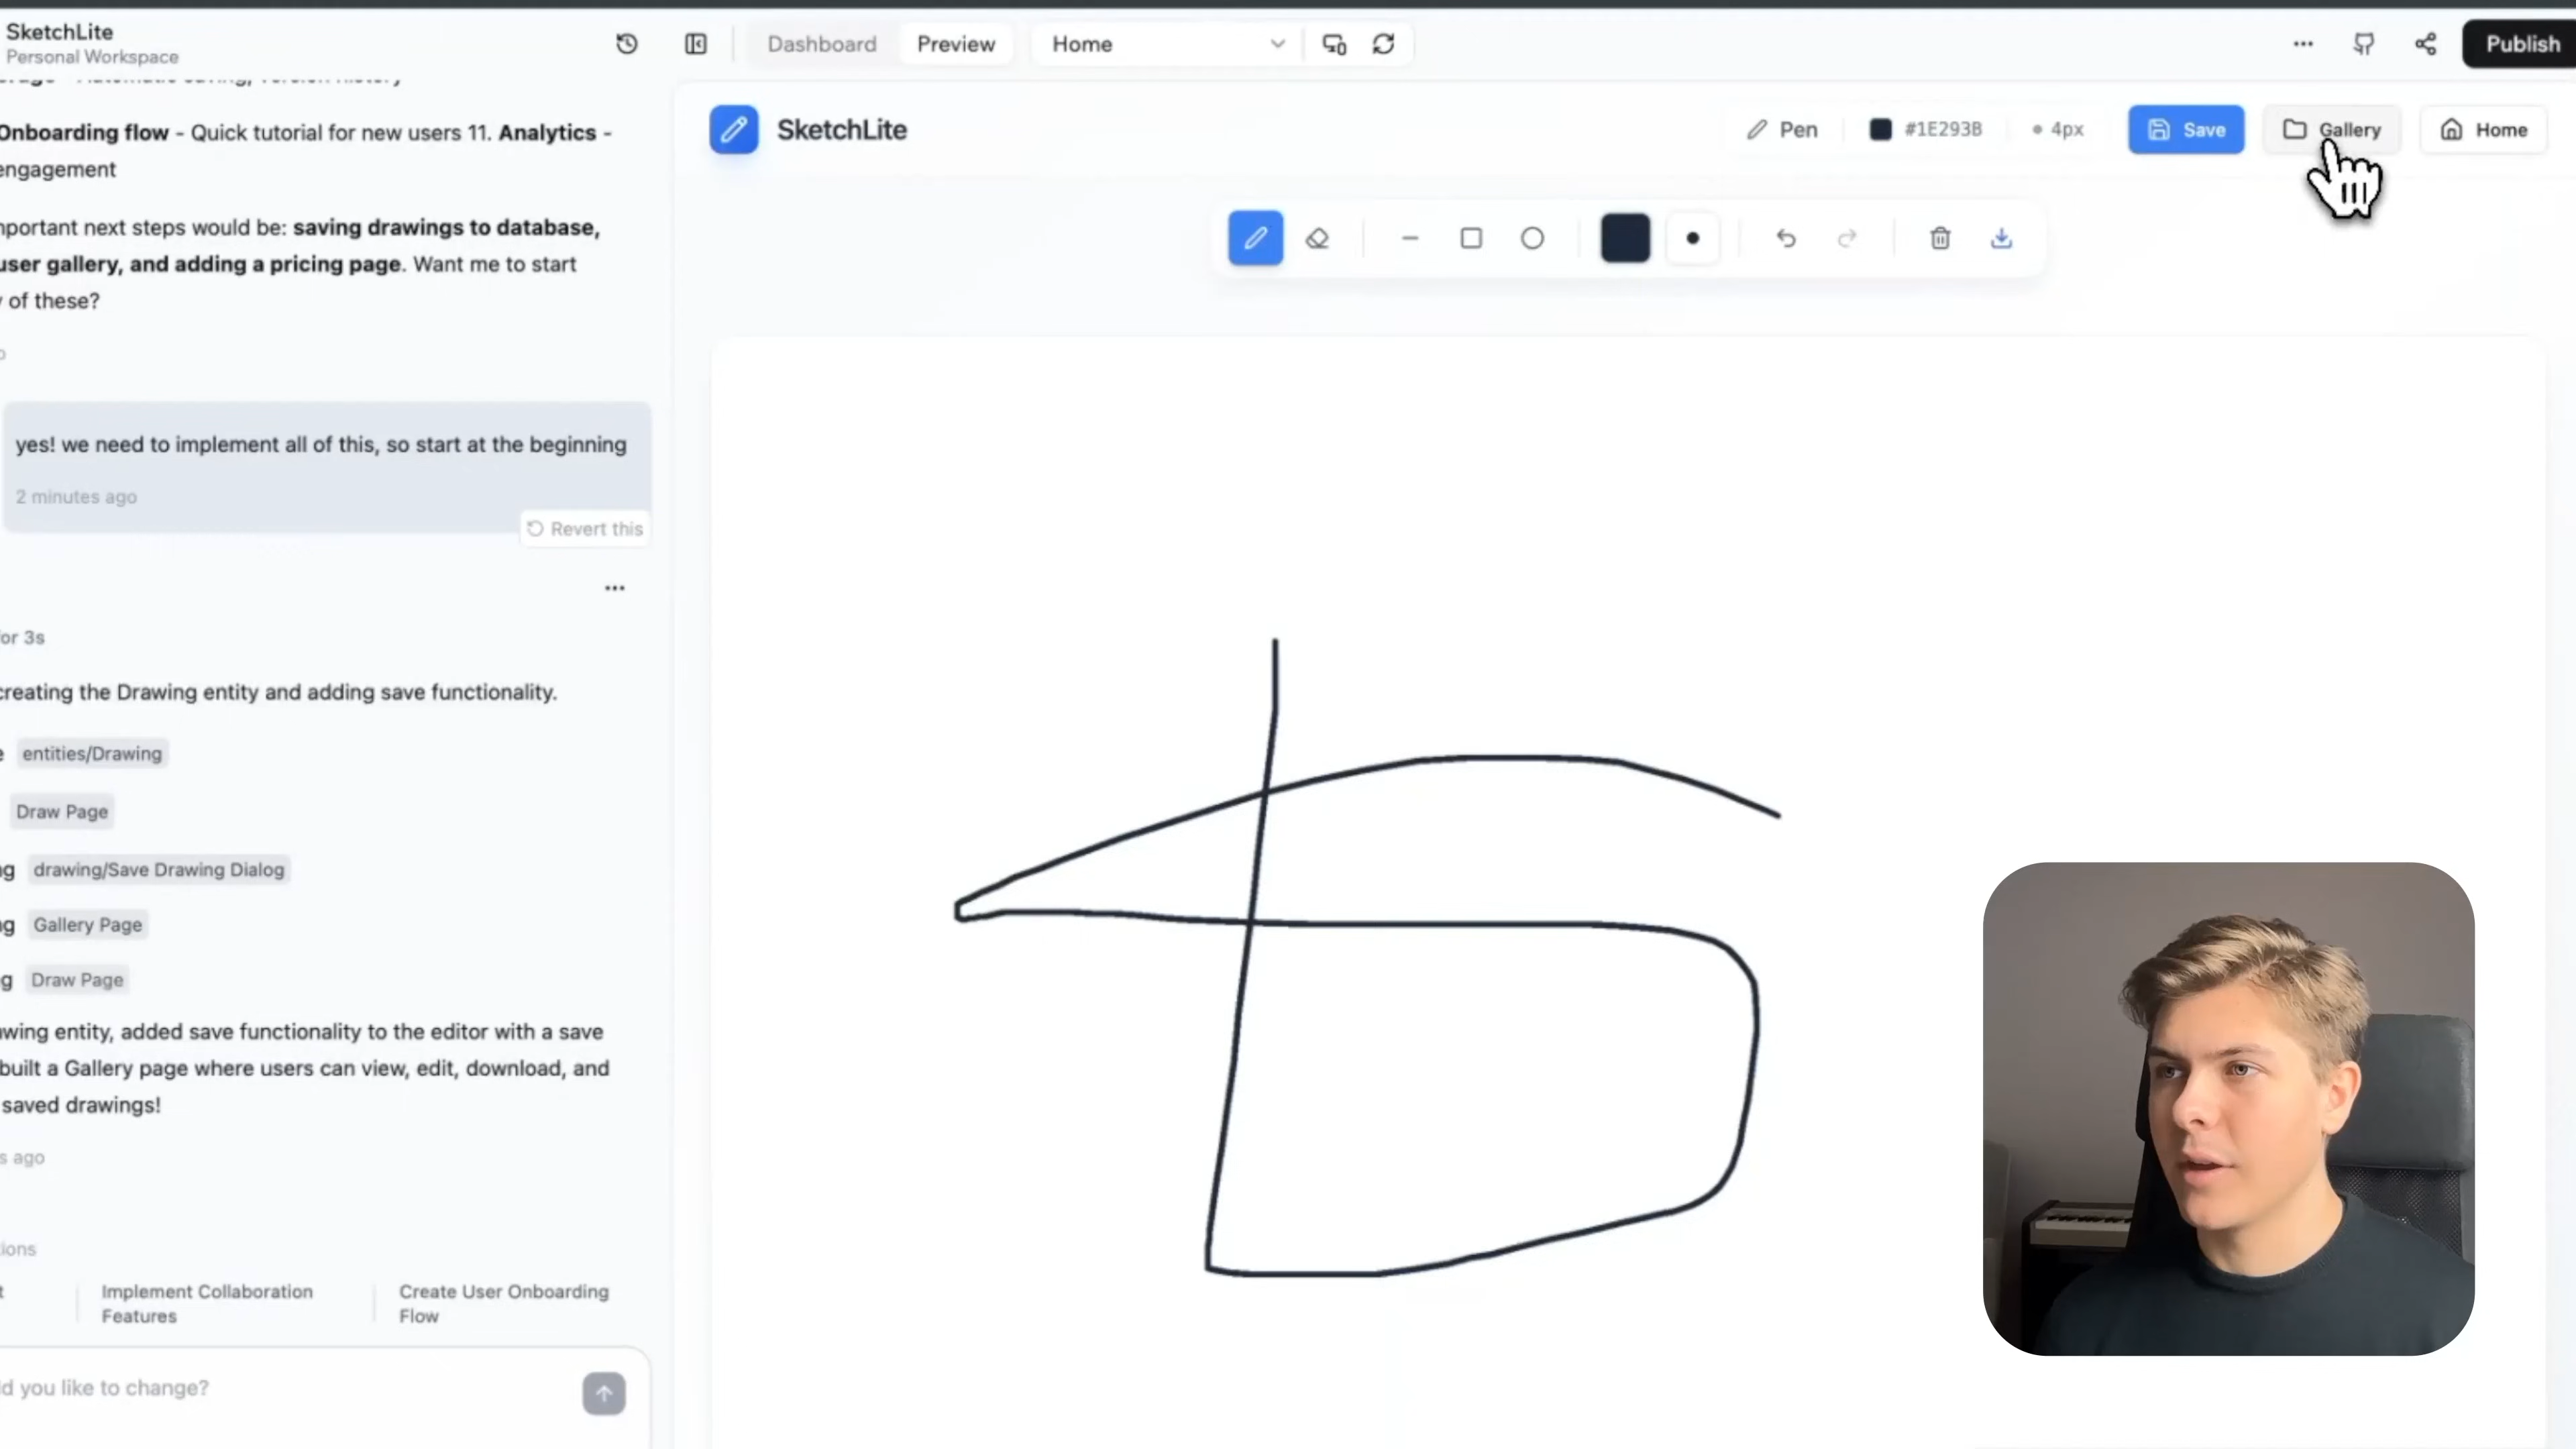 SketchLite
Personal Workspace
Dashboard
Preview
Home
Publish
Automatic saving, version history
Onboarding flow - Quick tutorial for new users 11. Analytics -
engagement
next steps would be: saving drawings to database,
user gallery, and adding a pricing page. Want me to start
of these?
yes! we need to implement all of this, so start at the beginning
2 minutes ago
Revert this
3s
creating the Drawing entity and adding save functionality.
entities/Drawing
Draw Page
drawing/Save Drawing Dialog
Gallery Page
Draw Page
entity, added save functionality to the editor with a save
built a Gallery page where users can view, edit, download, and
saved drawings!
ago
Implement Collaboration
Features
Create User Onboarding
Flow
you like to change?
SketchLite
Pen
#1E293B
4px
Save
Gallery
Home